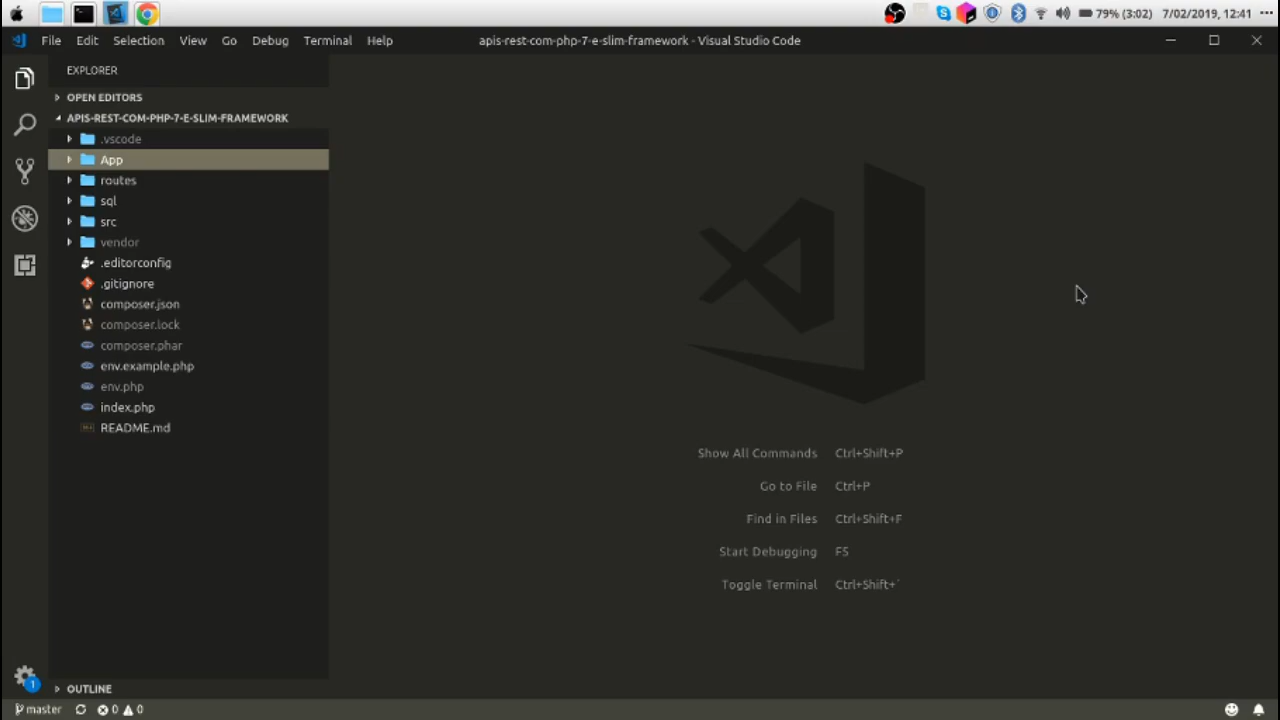 79% (3:02) 7/02/2019, 12:41
File Edit Selection View Go Debug Terminal Help apis-rest-com-php-7-e-slim-framework - Visual Studio Code
EXPLORER
OPEN EDITORS
APIS-REST-COM-PHP-7-E-SLIM-FRAMEWORK
.vscode
App
routes
sql
src
vendor
.editorconfig
.gitignore
composer.json
composer.lock
composer.phar
env.example.php
env.php
index.php
README.md
Show All Commands Ctrl+Shift+P
Go to File Ctrl+P
Find in Files Ctrl+Shift+F
Start Debugging F5
Toggle Terminal Ctrl+Shift+`
1
OUTLINE
master 0 0